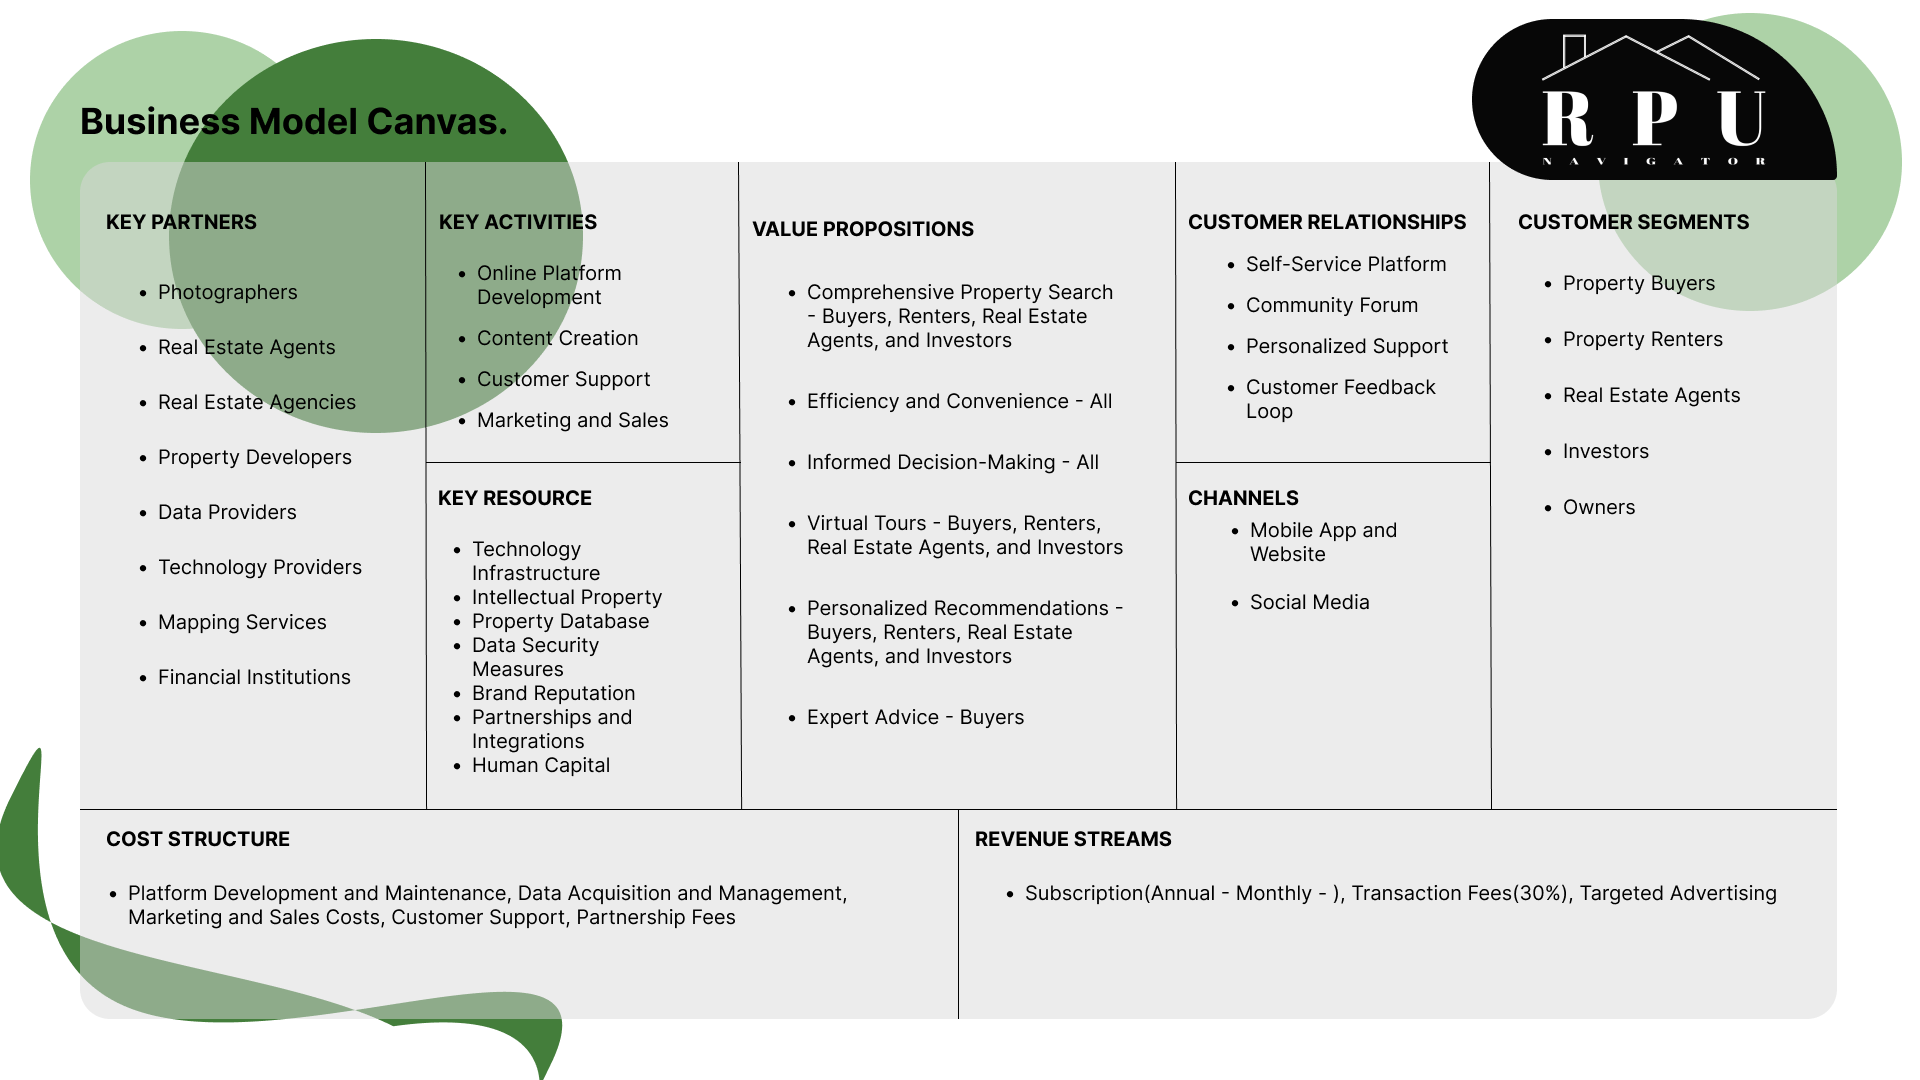 Business Model Canvas.
R P U
NAVIGATOR
KEY PARTNERS
• Photographers
• Real Estate Agents
• Real Estate Agencies
• Property Developers
• Data Providers
• Technology Providers
• Mapping Services
• Financial Institutions
KEY ACTIVITIES
• Online Platform
Development
• Content Creation
• Customer Support
• Marketing and Sales
KEY RESOURCE
• Technology
Infrastructure
• Intellectual Property
• Property Database
• Data Security
Measures
• Brand Reputation
• Partnerships and
Integrations
• Human Capital
VALUE PROPOSITIONS
• Comprehensive Property Search
- Buyers, Renters, Real Estate
Agents, and Investors
• Efficiency and Convenience - All
• Informed Decision-Making - All
• Virtual Tours - Buyers, Renters,
Real Estate Agents, and Investors
• Personalized Recommendations -
Buyers, Renters, Real Estate
Agents, and Investors
• Expert Advice - Buyers
CUSTOMER RELATIONSHIPS
• Self-Service Platform
• Community Forum
• Personalized Support
• Customer Feedback
Loop
CHANNELS
• Mobile App and
Website
• Social Media
CUSTOMER SEGMENTS
• Property Buyers
• Property Renters
• Real Estate Agents
• Investors
• Owners
COST STRUCTURE
• Platform Development and Maintenance, Data Acquisition and Management,
Marketing and Sales Costs, Customer Support, Partnership Fees
REVENUE STREAMS
• Subscription(Annual - Monthly - ), Transaction Fees(30%), Targeted Advertising